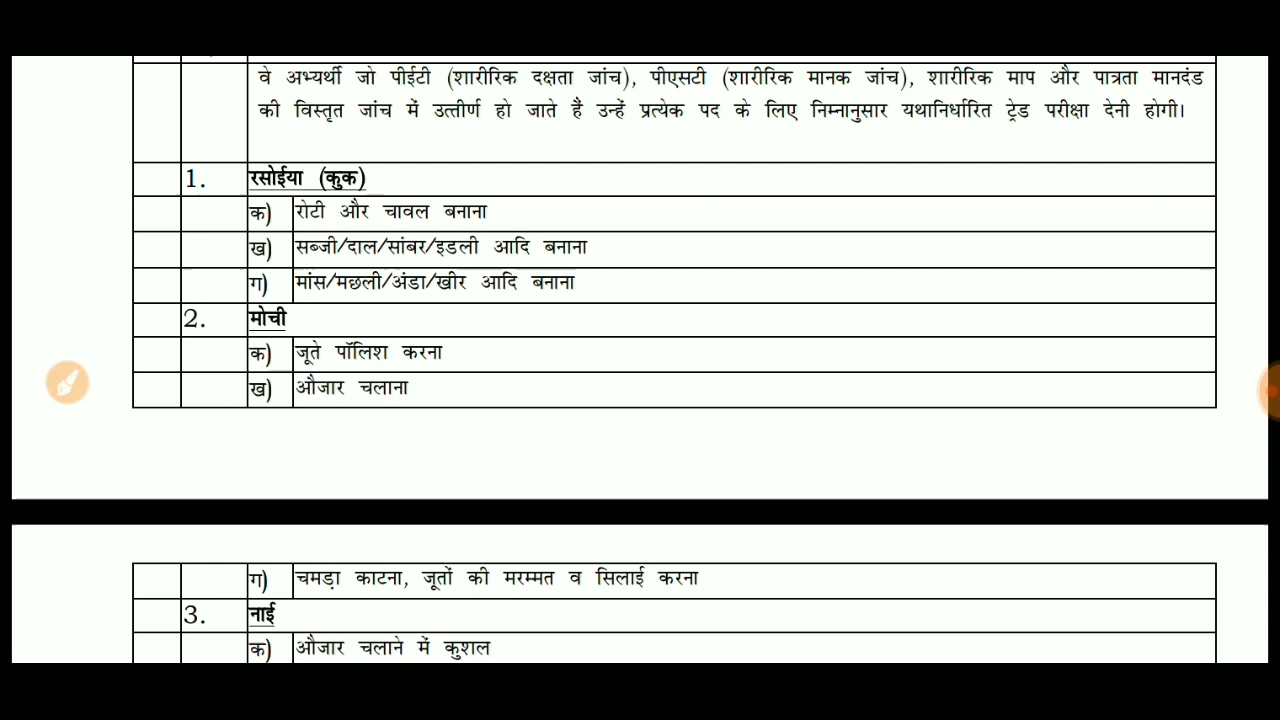 वे अभ्यर्थी जो पीईटी (शारीरिक दक्षता जांच), पीएसटी (शारीरिक मानक जांच), शारीरिक माप और पात्रता मानदंड
की विस्तृत जांच में उत्तीर्ण हो जाते हैं उन्हें प्रत्येक पद के लिए निम्नानुसार यथानिर्धारित ट्रेड परीक्षा देनी होगी।
1. रसोईया (कुक)
क) रोटी और चावल बनाना
ख) सब्जी/दाल/सांबर/इडली आदि बनाना
ग) मांस/मछली/अंडा/खीर आदि बनाना
2. मोची
क) जूते पॉलिश करना
ख) औजार चलाना
ग) चमड़ा काटना, जूतों की मरम्मत व सिलाई करना
3. नाई
क) औजार चलाने में कुशल